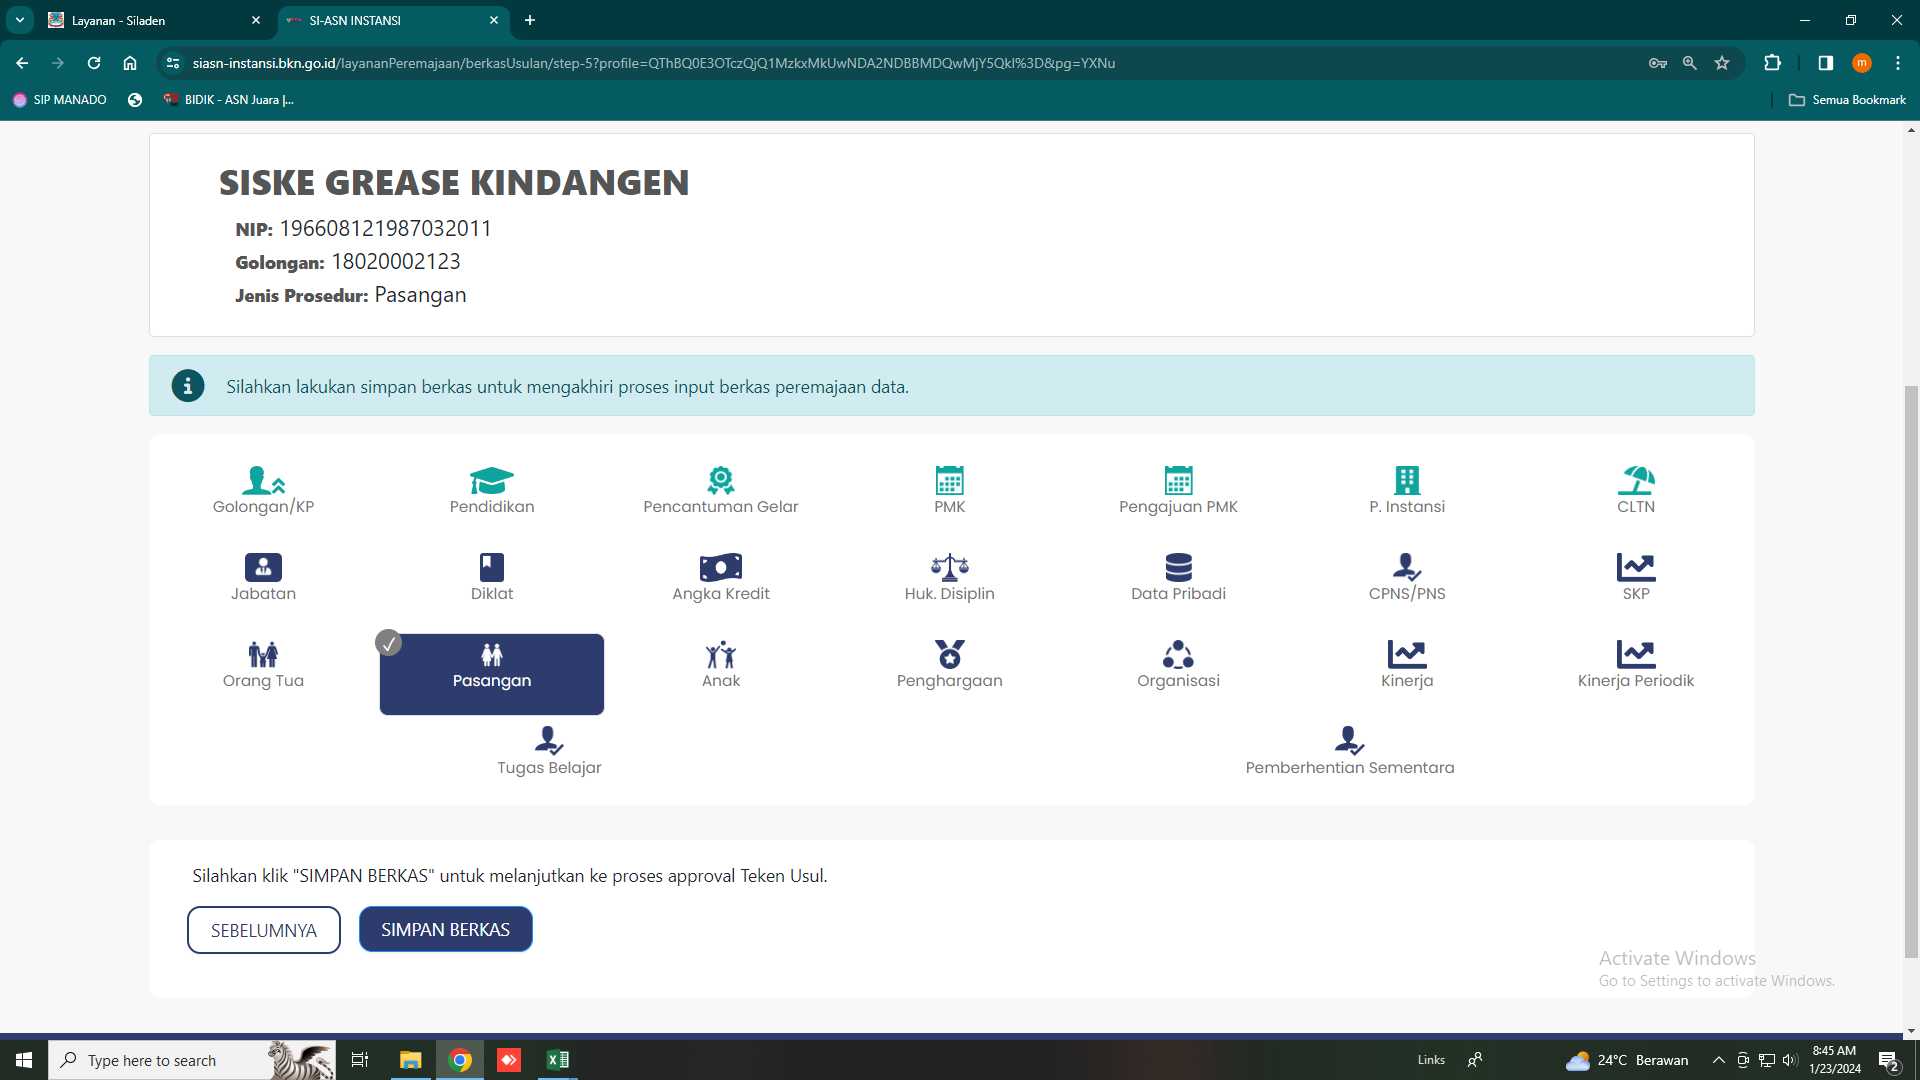 Layanan - Siladen
SI-ASN INSTANSI
siasn-instansi.bkn.go.id/layananPeremajaan/berkasUsulan/step-5?profile=QThBQ0E3OTczQjQ1MzkxMkUwNDA2NDBBMDQwMjY5QkI%3D&pg=YXNu
m
SIP MANADO
BIDIK - ASN Juara |...
Semua Bookmark
SISKE GREASE KINDANGEN
NIP: 196608121987032011
Golongan: 18020002123
Jenis Prosedur: Pasangan
Silahkan lakukan simpan berkas untuk mengakhiri proses input berkas peremajaan data.
Golongan/KP
Pendidikan
Pencantuman Gelar
PMK
Pengajuan PMK
P. Instansi
CLTN
Jabatan
Diklat
Angka Kredit
Huk. Disiplin
Data Pribadi
CPNS/PNS
SKP
Orang Tua
Pasangan
Anak
Penghargaan
Organisasi
Kinerja
Kinerja Periodik
Tugas Belajar
Pemberhentian Sementara
Silahkan klik "SIMPAN BERKAS" untuk melanjutkan ke proses approval Teken Usul.
SEBELUMNYA
SIMPAN BERKAS
Activate Windows
Go to Settings to activate Windows.
Type here to search
Links
24°C Berawan
8:45 AM
1/23/2024
2